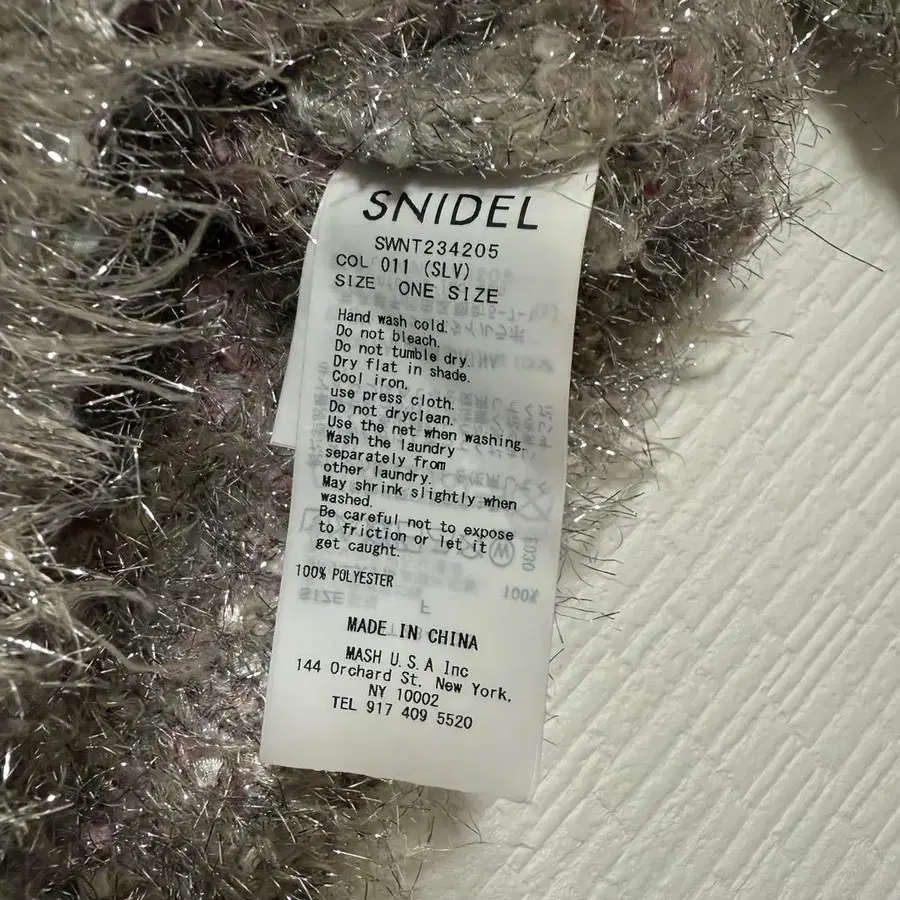 SNIDEL
SWNT234205
COL 011 (SLV)
SIZE ONE SIZE
Hand wash cold.
Do not bleach.
Do not tumble dry.
Dry flat in shade.
Cool iron.
use press cloth.
Do not dryclean.
Use the net when washing.
Wash the laundry
separately from
other laundry.
May shrink slightly when
washed.
Be careful not to expose
to friction or let it
get caught.
100% POLYESTER
MADE IN CHINA
MASH U.S.A Inc
144 Orchard St. New York.
NY 10002
TEL 917 409 5520